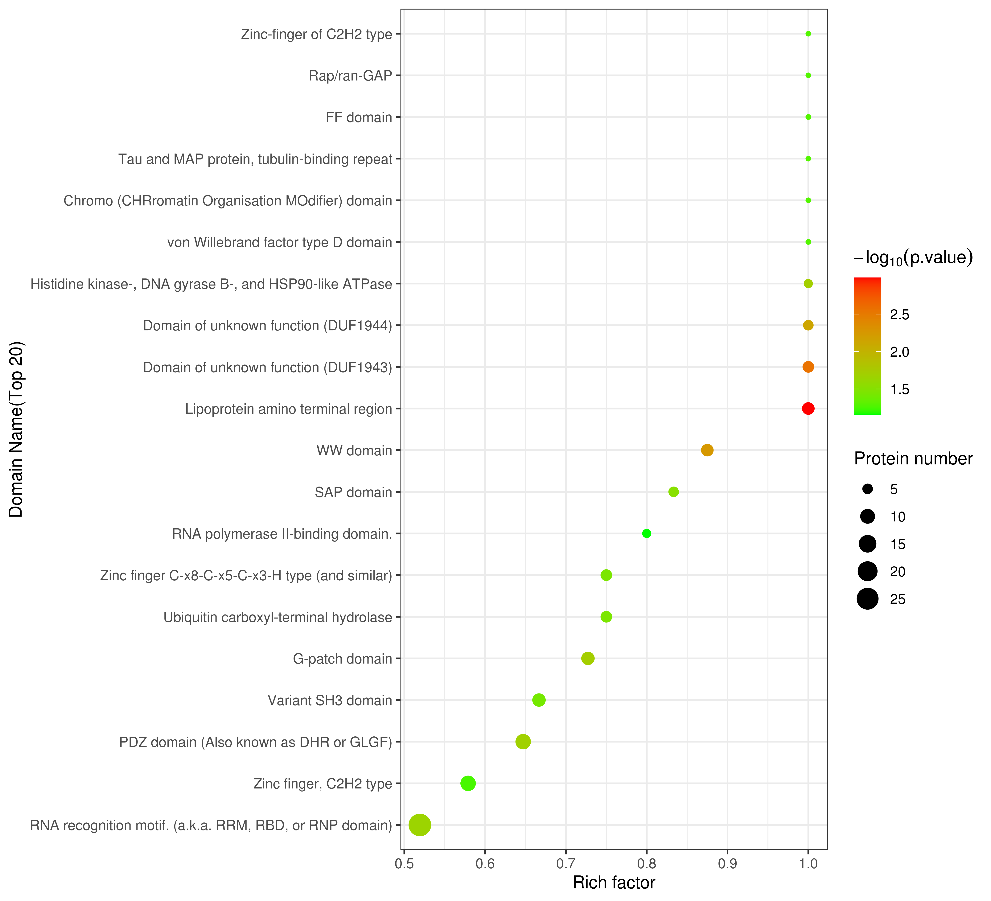 Zinc-finger of C2H2 type
Rap/ran-GAP
FF domain
Tau and MAP protein, tubulin-binding repeat
Chromo (CHRromatin Organisation MOdifier) domain
von Willebrand factor type D domain
Histidine kinase-, DNA gyrase B-, and HSP90-like ATPase
Domain of unknown function (DUF1944)
Domain of unknown function (DUF1943)
Lipoprotein amino terminal region
WW domain
SAP domain
RNA polymerase II-binding domain.
Zinc finger C-x8-C-x5-C-x3-H type (and similar)
Ubiquitin carboxyl-terminal hydrolase
G-patch domain
Variant SH3 domain
PDZ domain (Also known as DHR or GLGF)
Zinc finger, C2H2 type
RNA recognition motif. (a.k.a. RRM, RBD, or RNP domain)
Domain Name(Top 20)
0.5 0.6 0.7 0.8 0.9 1.0
Rich factor
−log₁₀(p.value)
2.5
2.0
1.5
Protein number
5
10
15
20
25